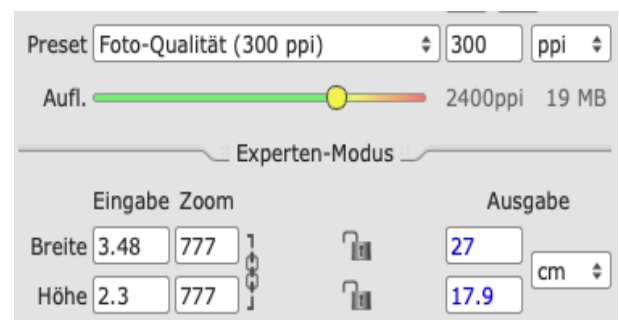 Preset Foto-Qualität (300 ppi) 300 ppi
Aufl. 2400ppi 19 MB
Experten-Modus
Eingabe Zoom Ausgabe
Breite 3.48 777 27
cm
Höhe 2.3 777 17.9